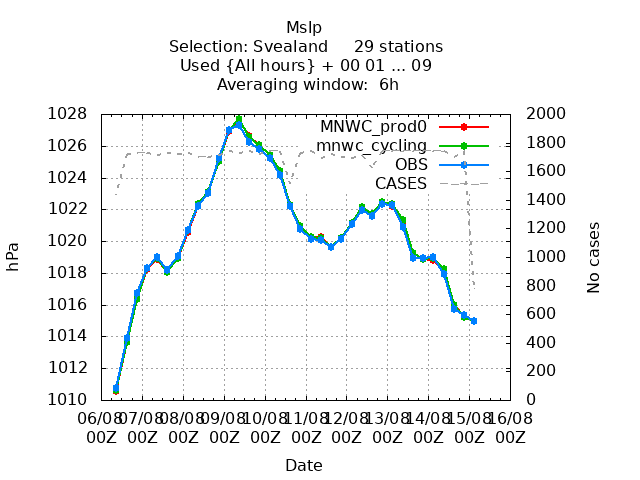 Mslp
Selection: Svealand     29 stations
Used {All hours} + 00 01 ... 09
Averaging window:  6h
1028
1026
1024
1022
1020
1018
1016
1014
1012
1010
hPa
2000
1800
1600
1400
1200
1000
800
600
400
200
0
No cases
MNWC_prod0
mnwc_cycling
OBS
CASES
06/08 07/08 08/08 09/08 10/08 11/08 12/08 13/08 14/08 15/08 16/08
00Z 00Z 00Z 00Z 00Z 00Z 00Z 00Z 00Z 00Z 00Z
Date